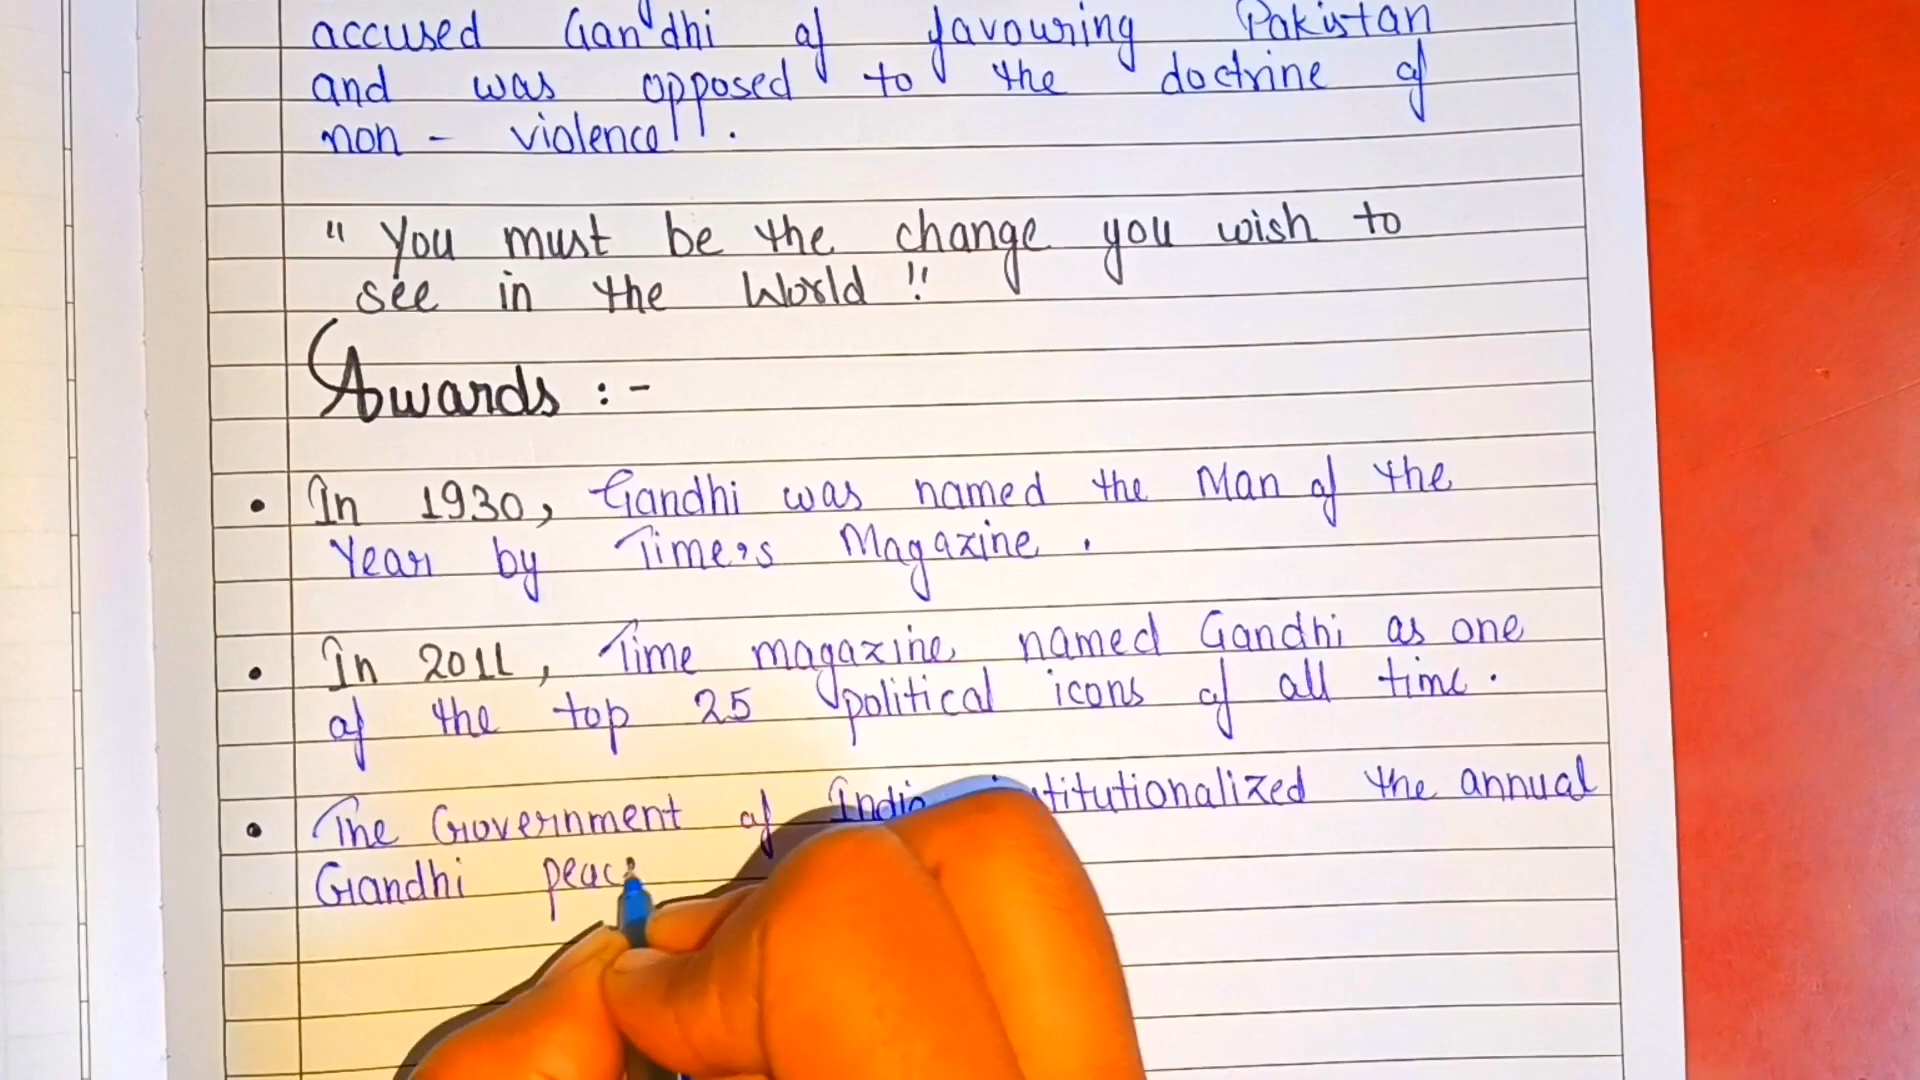 accused Gandhi of favouring Pakistan
and was opposed to the doctrine of
non - violence".
" You must be the change you wish to
see in the World "
Awards :-
• In 1930, Gandhi was named the Man of the
Year by Time's Magazine .
• In 2011, Time magazine named Gandhi as one
of the top 25 political icons of all time.
• The Government of India the annual
Gandhi